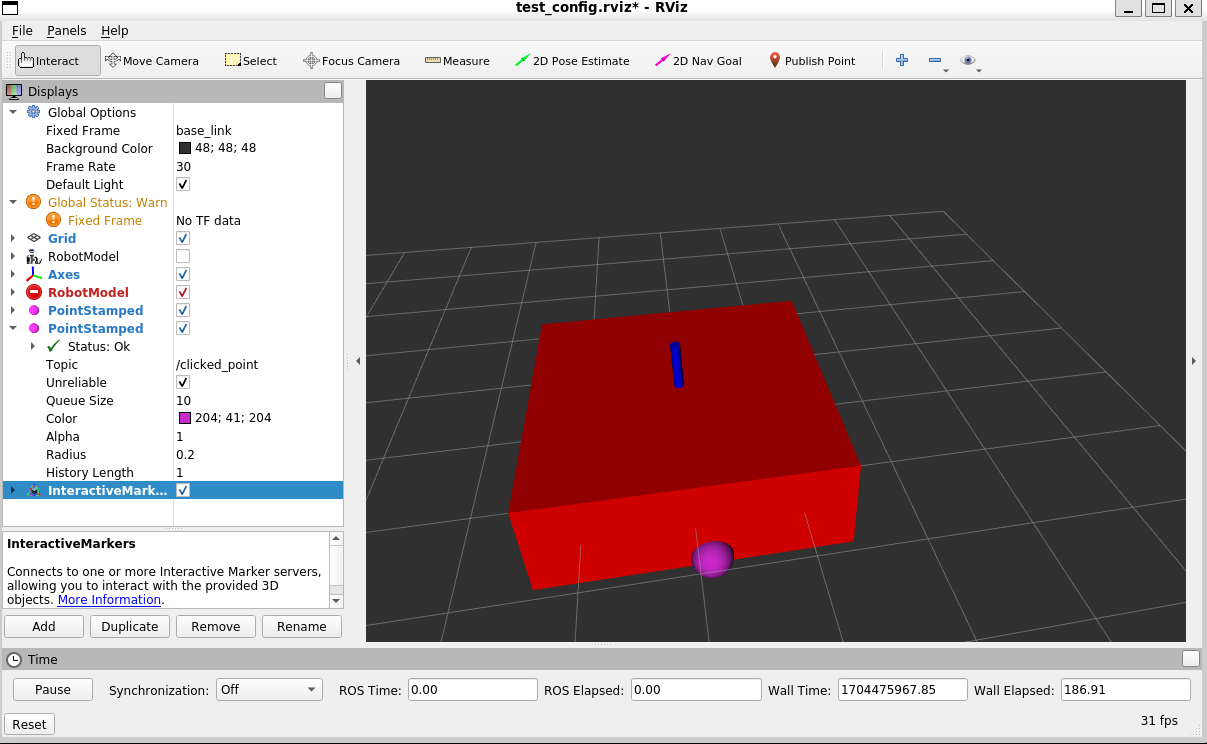 test_config.rviz* - RViz
File Panels Help
Interact Move Camera Select Focus Camera Measure 2D Pose Estimate 2D Nav Goal Publish Point
Displays
Global Options
Fixed Frame base_link
Background Color 48; 48; 48
Frame Rate 30
Default Light
Global Status: Warn
Fixed Frame No TF data
Grid
RobotModel
Axes
RobotModel
PointStamped
PointStamped
Status: Ok
Topic /clicked_point
Unreliable
Queue Size 10
Color 204; 41; 204
Alpha 1
Radius 0.2
History Length 1
InteractiveMark...
InteractiveMarkers
Connects to one or more Interactive Marker servers,
allowing you to interact with the provided 3D
objects. More Information.
Add Duplicate Remove Rename
Time
Pause Synchronization: Off ROS Time: 0.00 ROS Elapsed: 0.00 Wall Time: 1704475967.85 Wall Elapsed: 186.91
Reset 31 fps